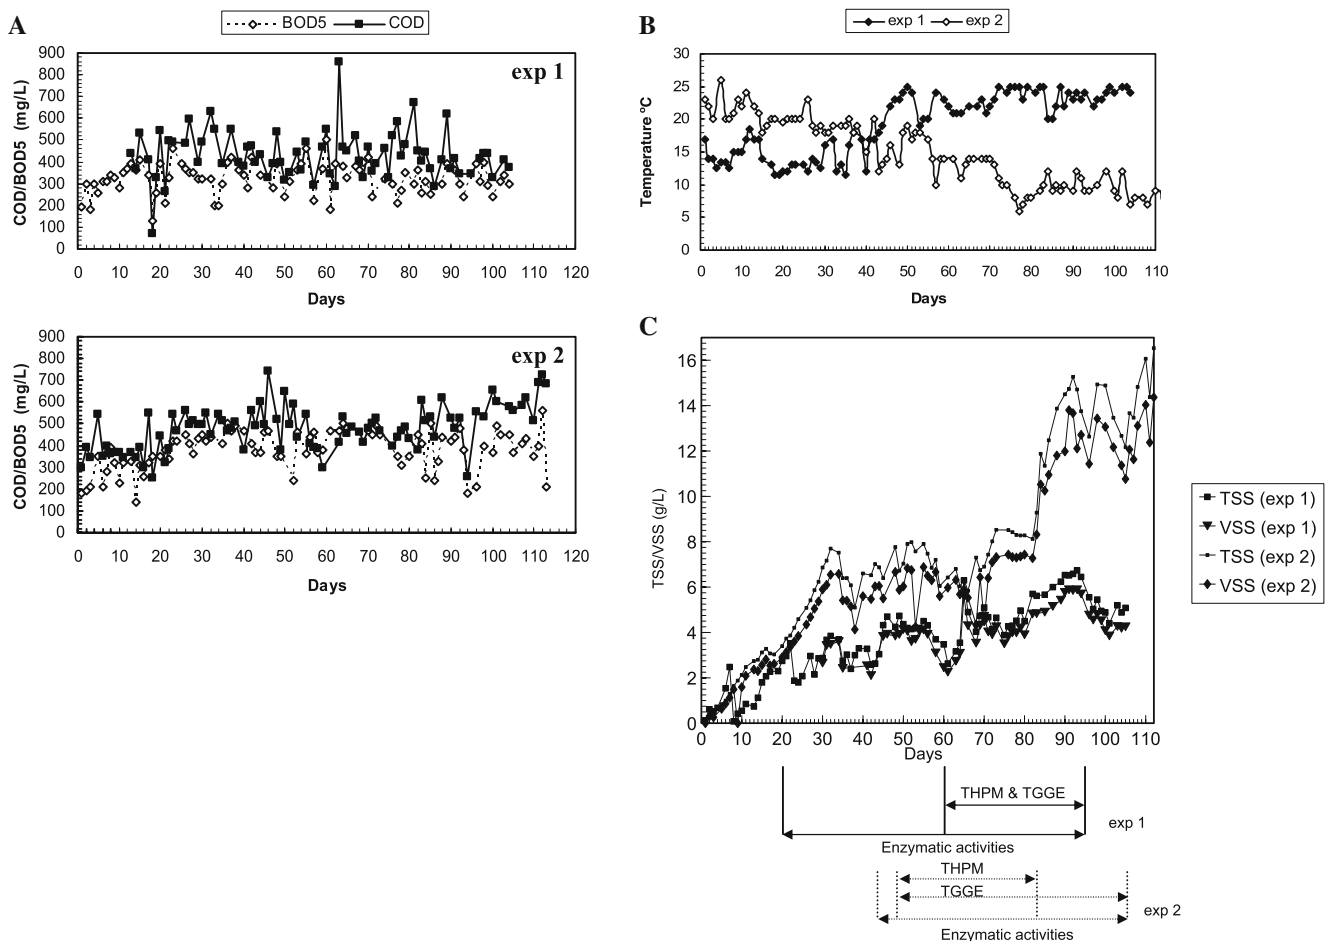 A
BOD5 COD
COD/BOD5 (mg/L)
900
800
700
600
500
400
300
200
100
0
exp 1
0 10 20 30 40 50 60 70 80 90 100 110 120
Days
COD/BOD5 (mg/L)
900
800
700
600
500
400
300
200
100
0
exp 2
0 10 20 30 40 50 60 70 80 90 100 110 120
Days
B
exp 1 exp 2
Temperature °C
30
25
20
15
10
5
0
0 10 20 30 40 50 60 70 80 90 100 110
Days
C
TSS/VSS (g/L)
16
14
12
10
8
6
4
2
0
0 10 20 30 40 50 60 70 80 90 100 110
Days
TSS (exp 1)
VSS (exp 1)
TSS (exp 2)
VSS (exp 2)
THPM & TGGE
exp 1
Enzymatic activities
THPM
TGGE
exp 2
Enzymatic activities